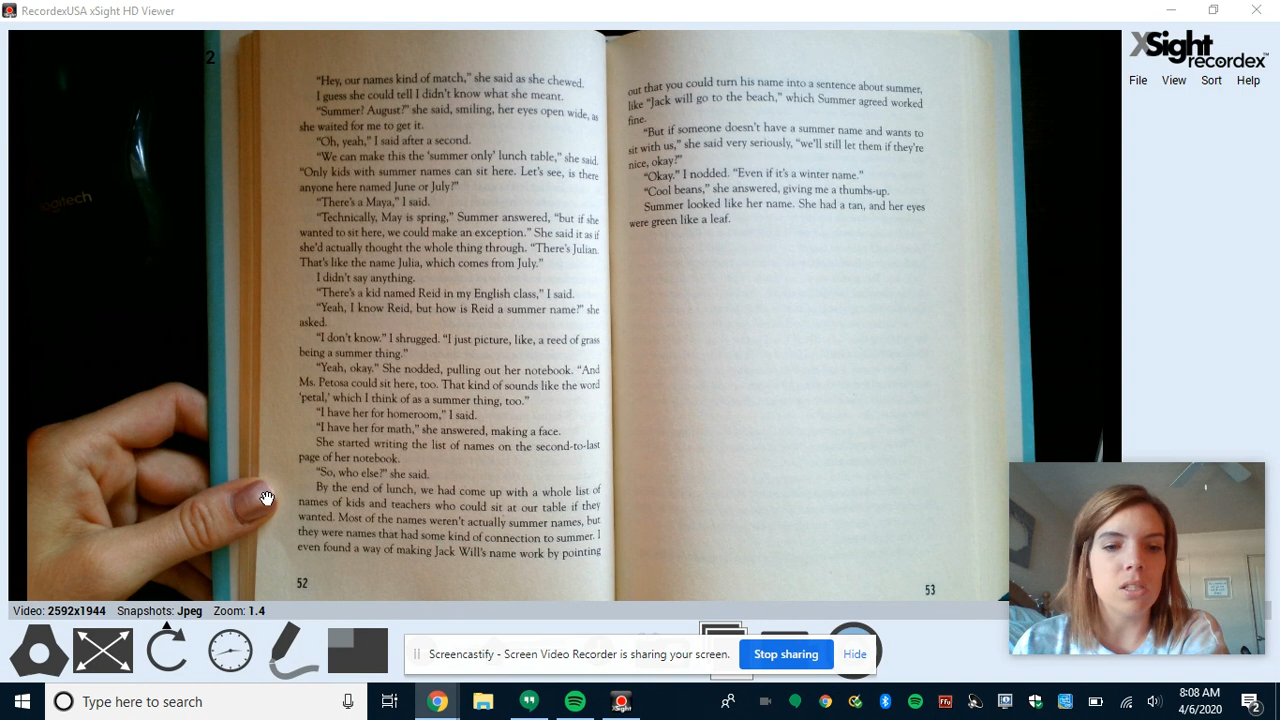 RecordexUSA xSight HD Viewer
XSight
recordex
File View Sort Help
2
logitech
"Hey, our names kind of match," she said as she chewed.
I guess she could tell I didn't know what she meant.
"Summer? August?" she said, smiling, her eyes open wide, as
she waited for me to get it.
"Oh, yeah," I said after a second.
"We can make this the 'summer only' lunch table," she said.
"Only kids with summer names can sit here. Let's see, is there
anyone here named June or July?"
"There's a Maya," I said.
"Technically, May is spring," Summer answered, "but if she
wanted to sit here, we could make an exception." She said it as if
she'd actually thought the whole thing through. "There's Julian.
That's like the name Julia, which comes from July."
I didn't say anything.
"There's a kid named Reid in my English class," I said.
"Yeah, I know Reid, but how is Reid a summer name?" she
asked.
"I don't know." I shrugged. "I just picture, like, a reed of grass
being a summer thing."
"Yeah, okay." She nodded, pulling out her notebook. "And
Ms. Petosa could sit here, too. That kind of sounds like the word
'petal,' which I think of as a summer thing, too."
"I have her for homeroom," I said.
"I have her for math," she answered, making a face.
She started writing the list of names on the second-to-last
page of her notebook.
"So, who else?" she said.
By the end of lunch, we had come up with a whole list of
names of kids and teachers who could sit at our table if they
wanted. Most of the names weren't actually summer names, but
they were names that had some kind of connection to summer. I
even found a way of making Jack Will's name work by pointing
52
out that you could turn his name into a sentence about summer,
like "Jack will go to the beach," which Summer agreed worked
fine.
"But if someone doesn't have a summer name and wants to
sit with us," she said very seriously, "we'll still let them if they're
nice, okay?"
"Okay." I nodded. "Even if it's a winter name."
"Cool beans," she answered, giving me a thumbs-up.
Summer looked like her name. She had a tan, and her eyes
were green like a leaf.
53
Video: 2592x1944 Snapshots: Jpeg Zoom: 1.4
Screencastify - Screen Video Recorder is sharing your screen. Stop sharing Hide
Type here to search
8:08 AM
4/6/2020
2